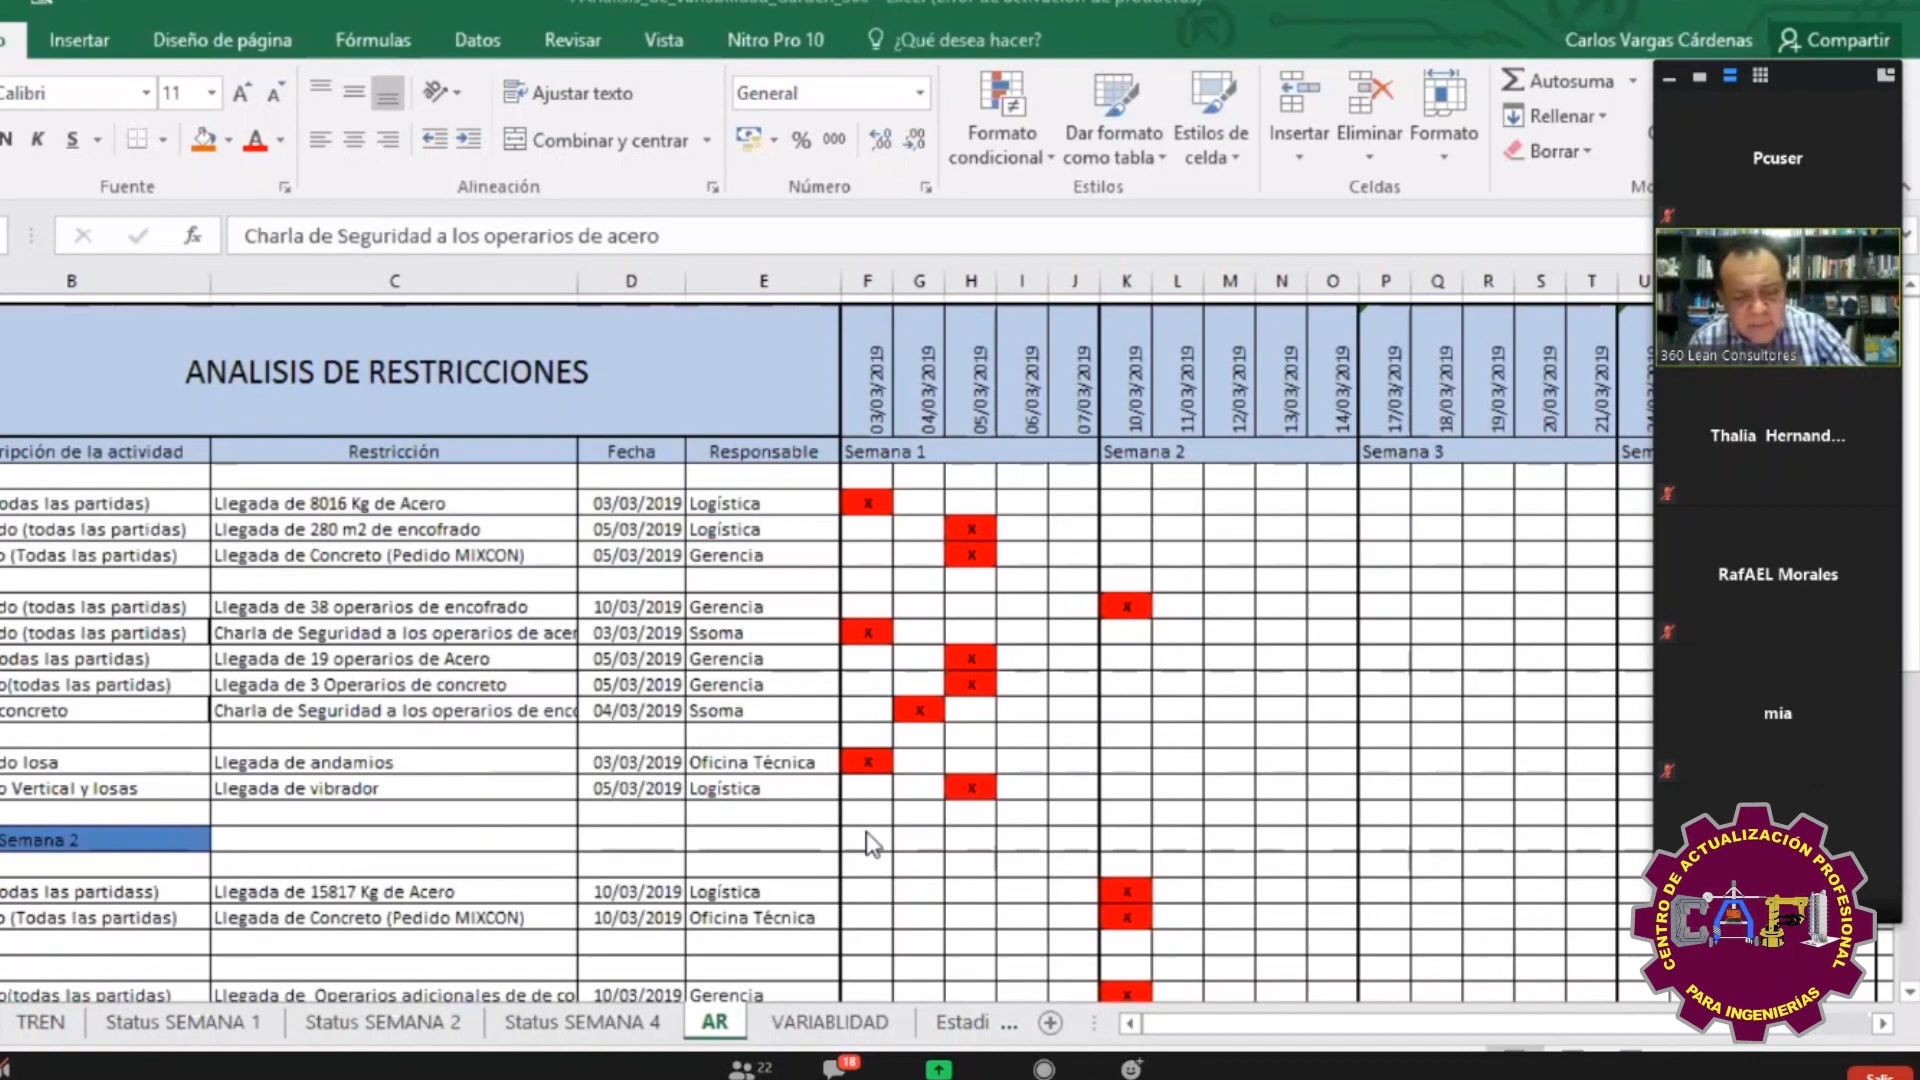 Insertar Diseño de página Fórmulas Datos Revisar Vista Nitro Pro 10 ¿Qué desea hacer? Carlos Vargas Cárdenas Compartir
Calibri 11 Ajustar texto General Formato condicional Dar formato como tabla Estilos de celda Insertar Eliminar Formato Autosuma
Rellenar
N K S A Combinar y centrar % 000 Borrar
Fuente Alineación Número Estilos Celdas
fx Charla de Seguridad a los operarios de acero
B C D E F G H I J K L M N O P Q R S T U
ANALISIS DE RESTRICCIONES 03/03/2019 04/03/2019 05/03/2019 06/03/2019 07/03/2019 10/03/2019 11/03/2019 12/03/2019 13/03/2019 14/03/2019 17/03/2019 18/03/2019 19/03/2019 20/03/2019 21/03/2019
ripción de la actividad Restricción Fecha Responsable Semana 1 Semana 2 Semana 3 Sem
odas las partidas) Llegada de 8016 Kg de Acero 03/03/2019 Logística x
do (todas las partidas) Llegada de 280 m2 de encofrado 05/03/2019 Logística x
o (Todas las partidas) Llegada de Concreto (Pedido MIXCON) 05/03/2019 Gerencia x
do (todas las partidas) Llegada de 38 operarios de encofrado 10/03/2019 Gerencia x
do (todas las partidas) Charla de Seguridad a los operarios de acer 03/03/2019 Ssoma x
odas las partidas) Llegada de 19 operarios de Acero 05/03/2019 Gerencia x
o(todas las partidas) Llegada de 3 Operarios de concreto 05/03/2019 Gerencia x
concreto Charla de Seguridad a los operarios de enco 04/03/2019 Ssoma x
do losa Llegada de andamios 03/03/2019 Oficina Técnica x
o Vertical y losas Llegada de vibrador 05/03/2019 Logística x
Semana 2
odas las partidass) Llegada de 15817 Kg de Acero 10/03/2019 Logística x
o (Todas las partidas) Llegada de Concreto (Pedido MIXCON) 10/03/2019 Oficina Técnica x
o(todas las partidas) Llegada de Operarios adicionales de de co 10/03/2019 Gerencia x
TREN Status SEMANA 1 Status SEMANA 2 Status SEMANA 4 AR VARIABLIDAD Estadi ...
22 18
Pcuser
360 Lean Consultores
Thalia Hernand...
RafAEL Morales
mia
CENTRO DE ACTUALIZACIÓN PROFESIONAL
CAPI
PARA INGENIERÍAS